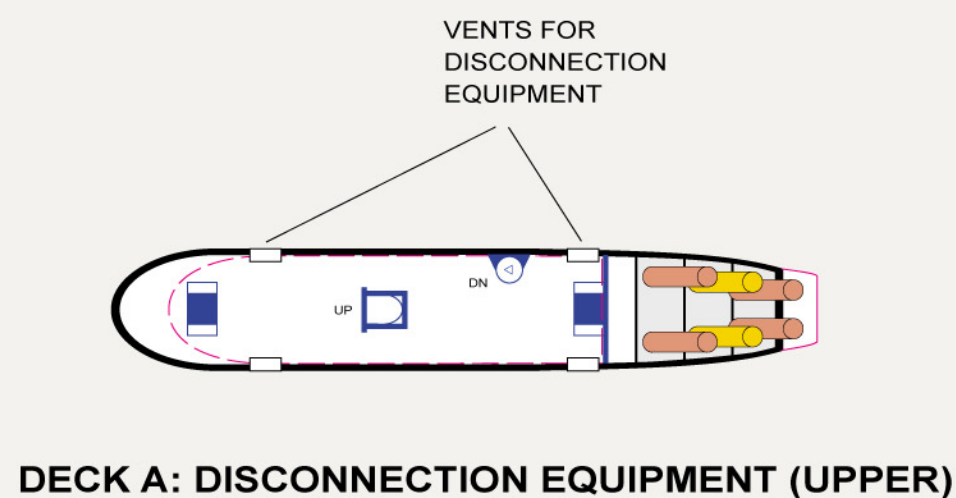 VENTS FOR
DISCONNECTION
EQUIPMENT
DN
UP
DECK A: DISCONNECTION EQUIPMENT (UPPER)